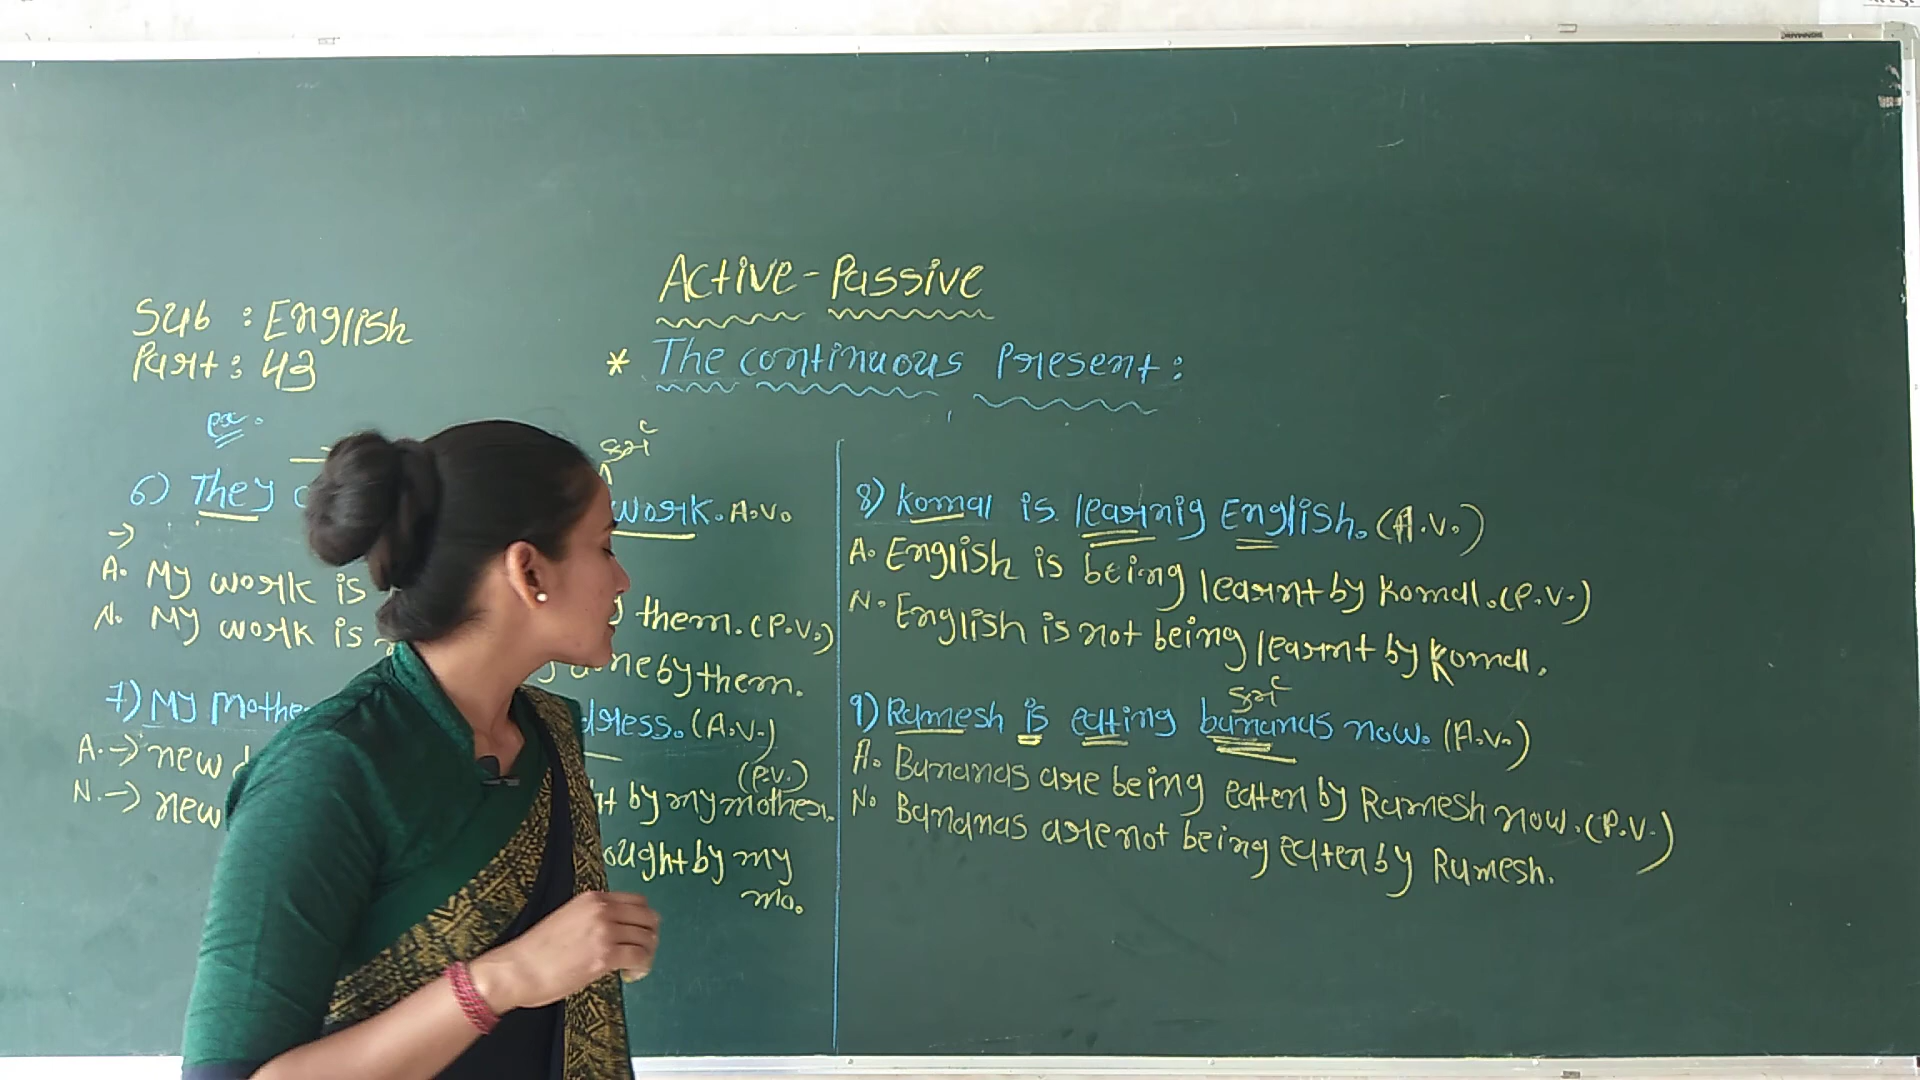 Active-Passive
Sub : English
Part : 43
* The continuous Present :
ex.
કર્મ
6) They work. A.V.
→
A. My work is them. (P.V.)
N. My work is by them.
7) My Mothe dress. (A.V.)
A. → new by my mother. (P.V.)
N. → new ought by my
mo.
8) Komal is learnig English. (A.V.)
A. English is being learnt by Komal. (P.V.)
N. English is not being learnt by Komal.
કર્મ
9) Ramesh is eating bananas now. (A.V.)
A. Bananas are being eaten by Ramesh now. (P.V.)
N. Bananas are not being eaten by Ramesh.